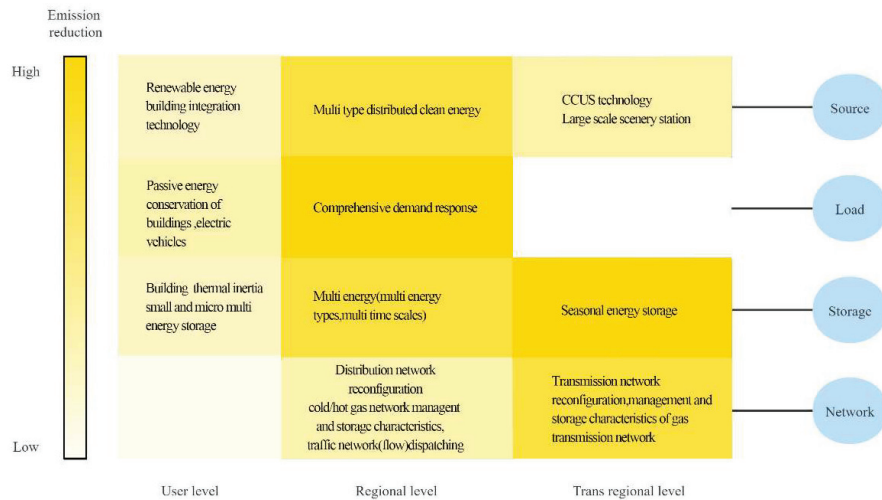 Emission
reduction
High
Renewable energy
building integration
technology
Multi type distributed clean energy
CCUS technology
Large scale scenery station
Source
Passive energy
conservation of
buildings ,electric
vehicles
Comprehensive demand response
Load
Building thermal inertia
small and micro multi
energy storage
Multi energy(multi energy
types,multi time scales)
Seasonal energy storage
Storage
Distribution network
reconfiguration
cold/hot gas network managent
and storage characteristics,
traffic network(flow)dispatching
Transmission network
reconfiguration,management and
storage characteristics of gas
transmission network
Network
Low
User level
Regional level
Trans regional level